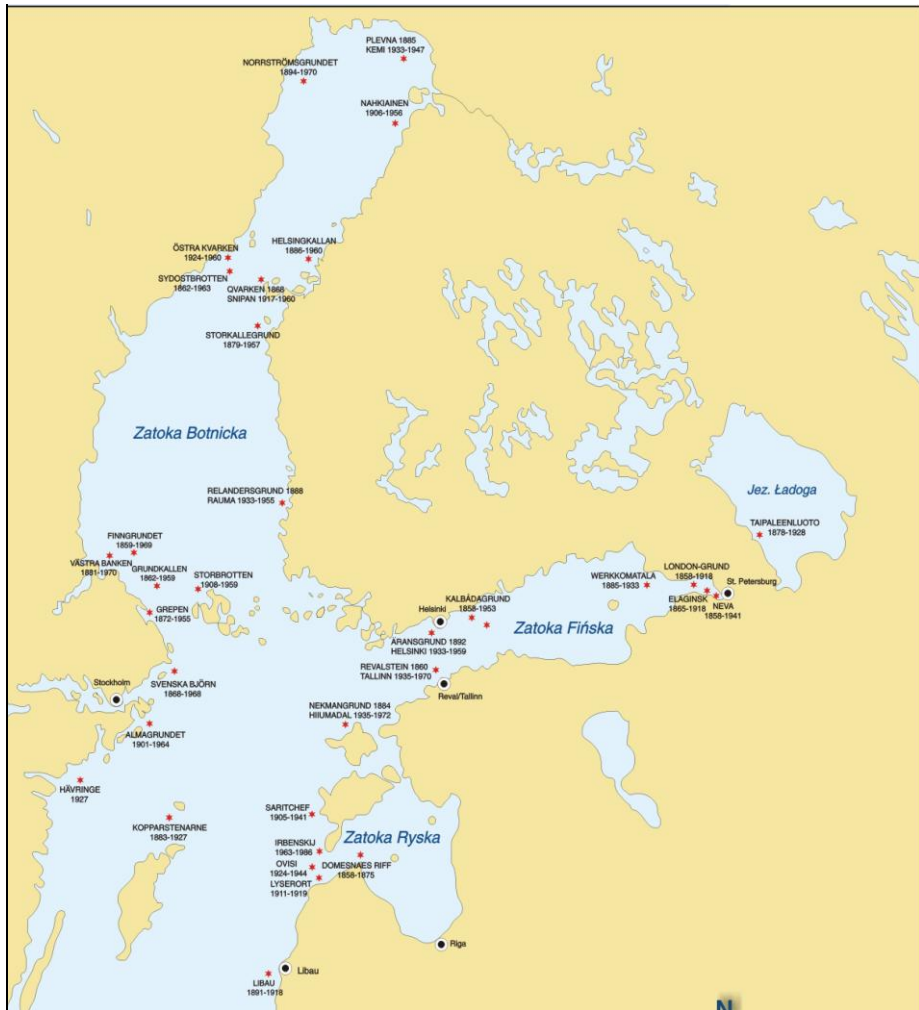 PLEVNA 1885
KEMI 1933-1947
NORRSTRÖMSGRUNDET
1894-1970
NAHKIAINEN
1906-1956
ÖSTRA KVARKEN
1924-1960
HELSINGKALLAN
1886-1960
SYDOSTBROTTEN
1862-1963
QVARKEN 1868
SNIPAN 1917-1960
STORKALLEGRUND
1879-1957
Zatoka Botnicka
RELANDERSGRUND 1888
RAUMA 1933-1955
Jez. Ładoga
TAIPALEENLUOTO
1878-1928
FINNGRUNDET
1859-1969
VÄSTRA BANKEN
1881-1970
GRUNDKALLEN
1862-1959
STORBROTTEN
1908-1959
GREPEN
1872-1955
WERKKOMATALA
1885-1933
LONDON-GRUND
1858-1918
St. Petersburg
ELAGINSK
1865-1918
NEVA
1858-1941
KALBÅDAGRUND
1858-1953
Helsinki
Zatoka Fińska
ÄRANSGRUND 1892
HELSINKI 1933-1959
REVALSTEIN 1860
TALLINN 1935-1970
Reval/Tallinn
SVENSKA BJÖRN
1868-1968
Stockholm
NEKMANGRUND 1884
HIIUMADAL 1935-1972
ALMAGRUNDET
1901-1964
HÄVRINGE
1927
KOPPARSTENARNE
1883-1927
SARITCHEF
1905-1941
Zatoka Ryska
IRBENSKIJ
1963-1986
OVISI
1924-1944
DOMESNAES RIFF
1858-1875
LYSERORT
1911-1919
Riga
Libau
LIBAU
1891-1918
N